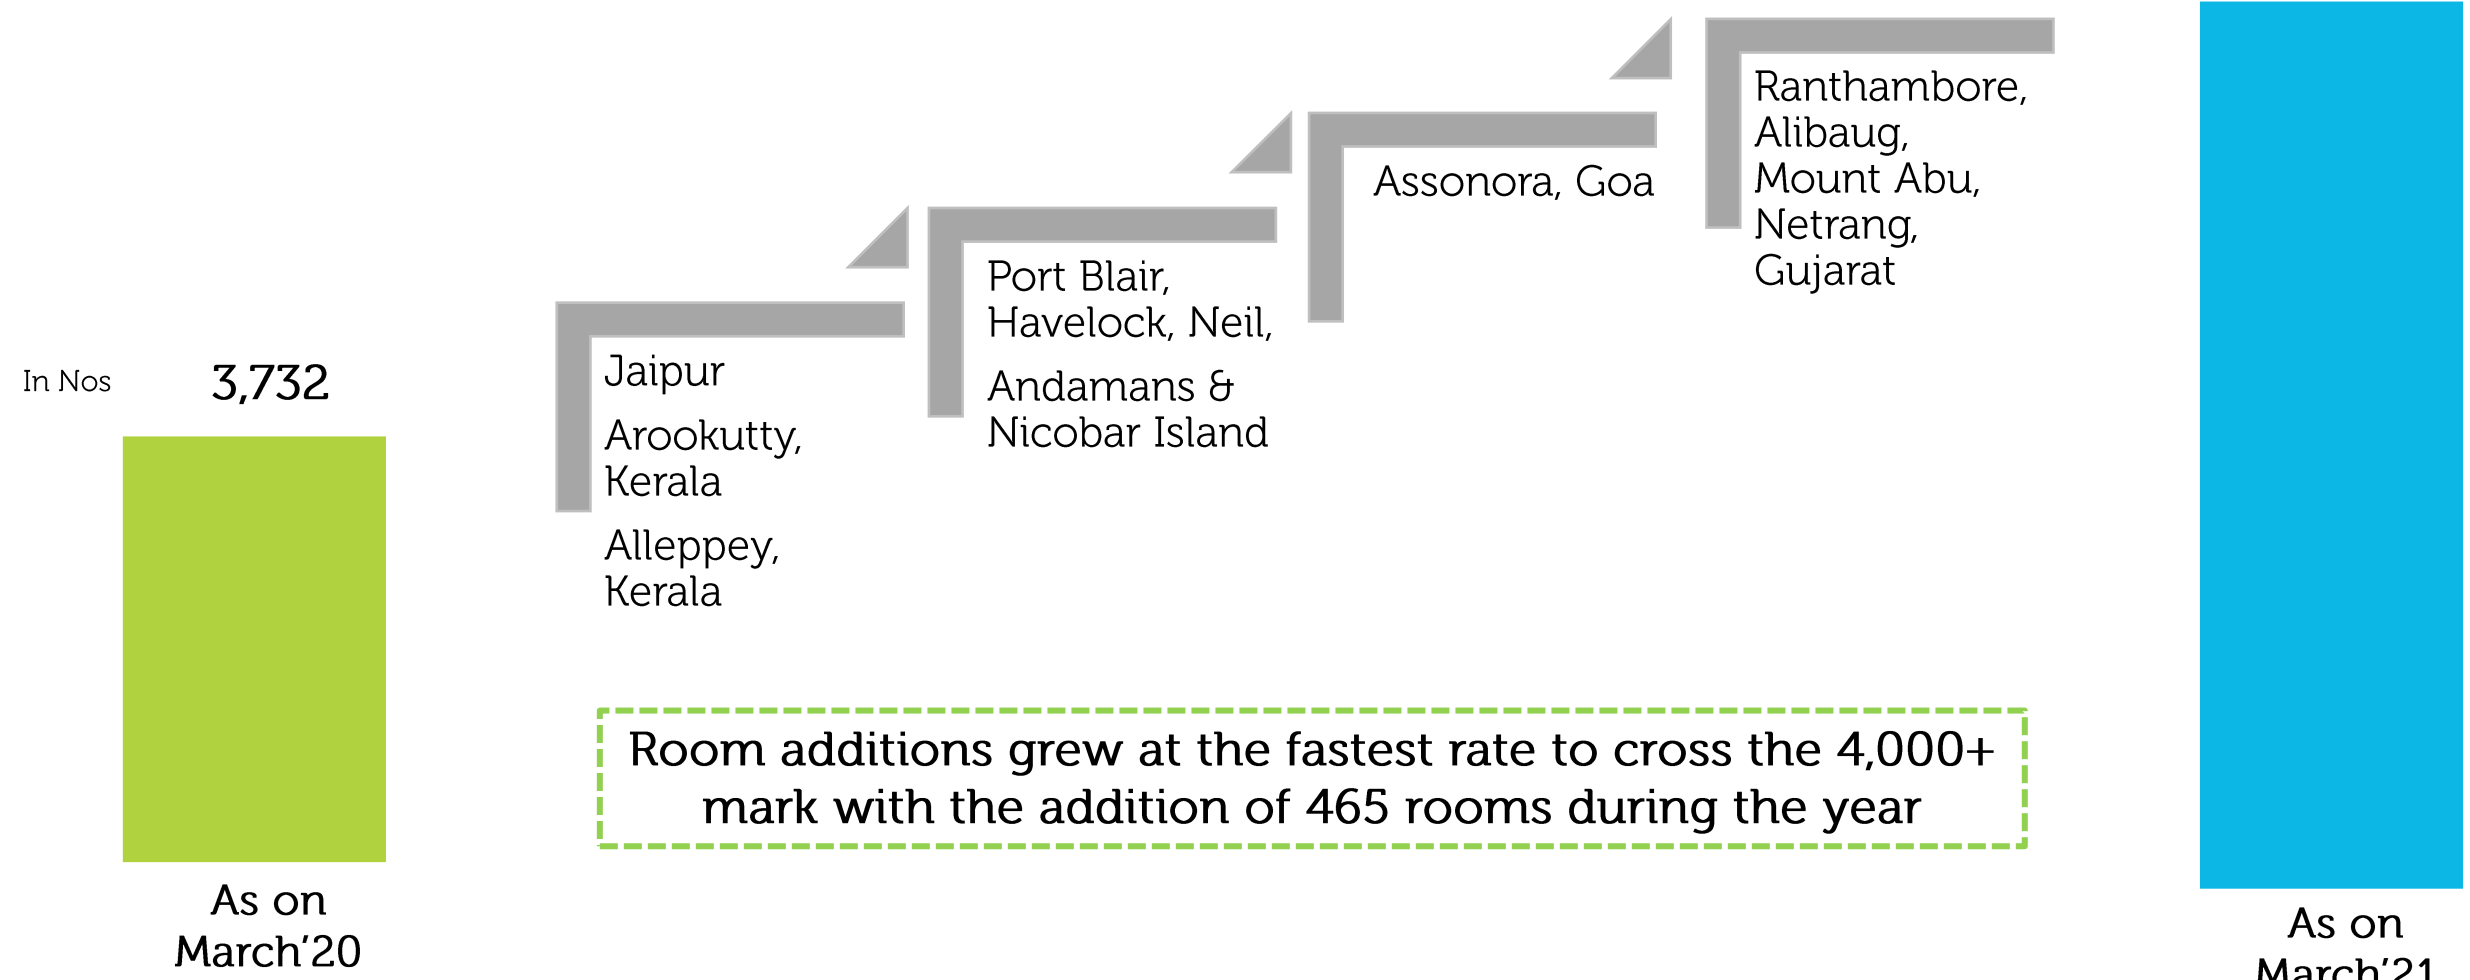 In Nos
3,732
As on
March'20
Jaipur
Arookutty,
Kerala
Alleppey,
Kerala
Port Blair,
Havelock, Neil,
Andamans &
Nicobar Island
Assonora, Goa
Ranthambore,
Alibaug,
Mount Abu,
Netrang,
Gujarat
Room additions grew at the fastest rate to cross the 4,000+
mark with the addition of 465 rooms during the year
As on
March'21